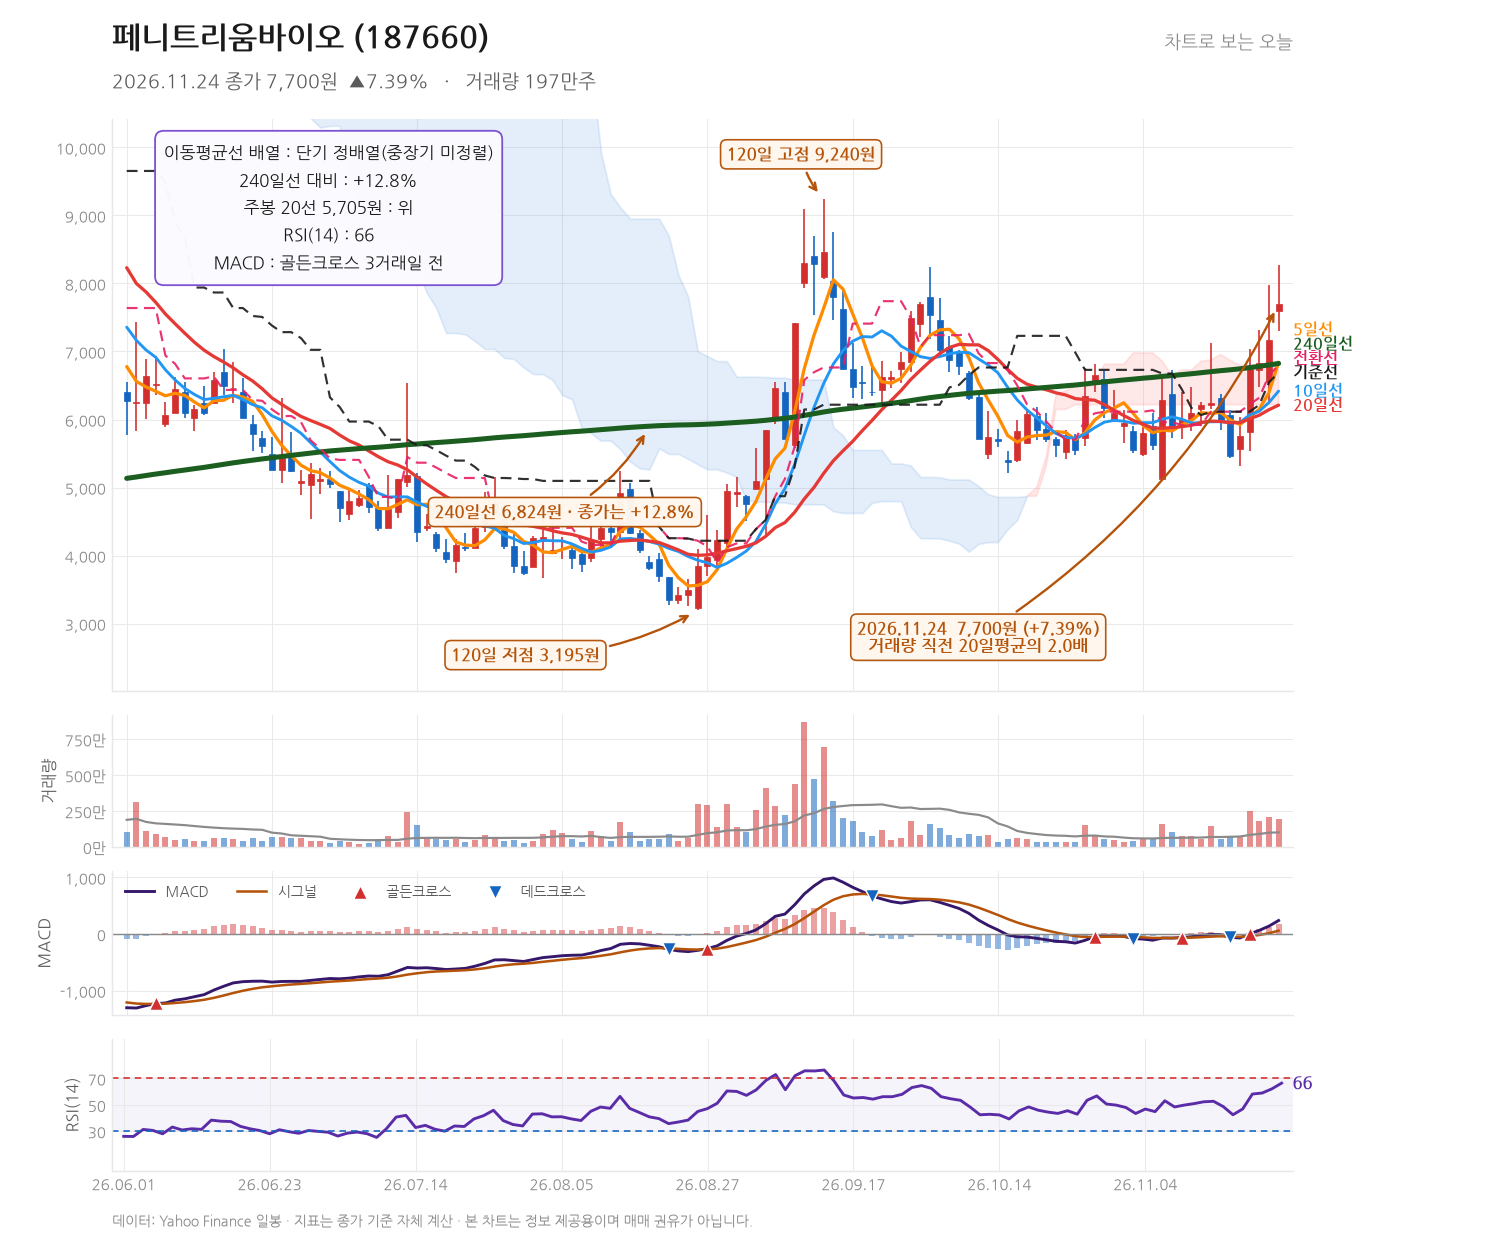 페니트리움바이오 (187660)
차트로 보는 오늘
2026.11.24 종가 7,700원 ▲7.39% · 거래량 197만주
이동평균선 배열 : 단기 정배열(중장기 미정렬)
240일선 대비 : +12.8%
주봉 20선 5,705원 : 위
RSI(14) : 66
MACD : 골든크로스 3거래일 전
120일 고점 9,240원
10,000
9,000
8,000
7,000
6,000
5,000
4,000
3,000
5일선
240일선
전환선
기준선
10일선
20일선
240일선 6,824원 · 종가는 +12.8%
120일 저점 3,195원
2026.11.24 7,700원 (+7.39%)
거래량 직전 20일평균의 2.0배
거래량
750만
500만
250만
0만
MACD
1,000
0
-1,000
MACD 시그널 골든크로스 데드크로스
RSI(14)
70
50
30
66
26.06.01 26.06.23 26.07.14 26.08.05 26.08.27 26.09.17 26.10.14 26.11.04
데이터: Yahoo Finance 일봉 · 지표는 종가 기준 자체 계산 · 본 차트는 정보 제공용이며 매매 권유가 아닙니다.